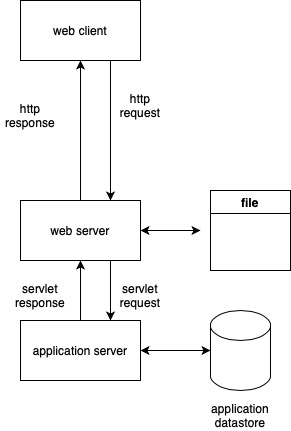 web client
http
response
http
request
web server
file
servlet
response
servlet
request
application server
application
datastore